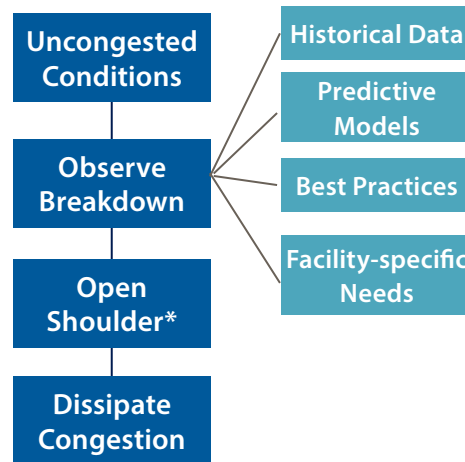 Uncongested
Conditions
Observe
Breakdown
Open
Shoulder*
Dissipate
Congestion
Historical Data
Predictive
Models
Best Practices
Facility-specific
Needs